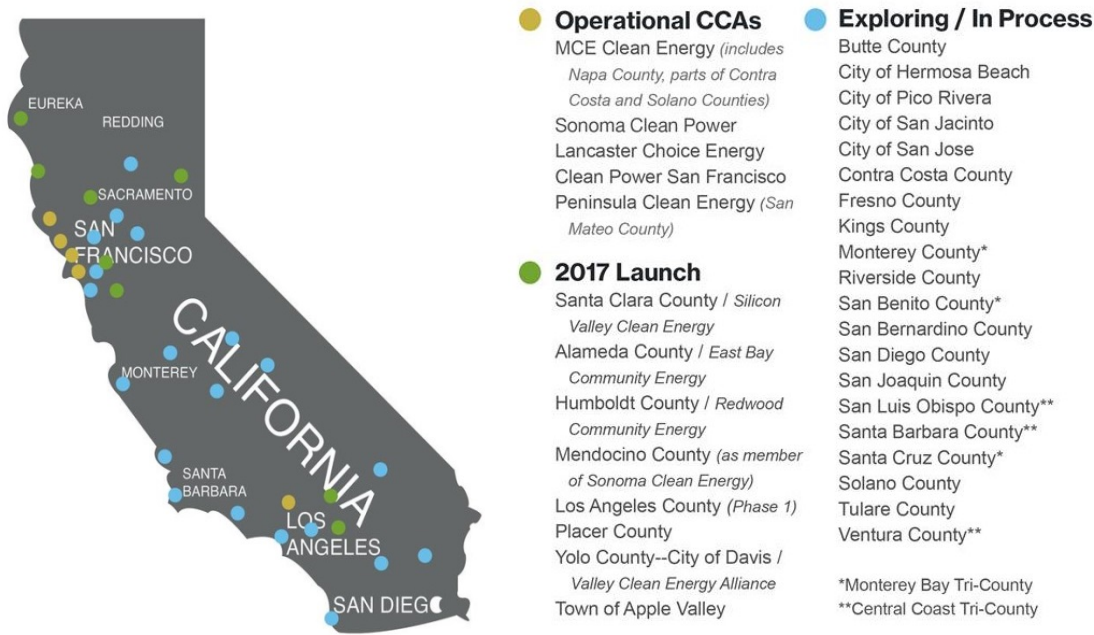 EUREKA
REDDING
SACRAMENTO
SAN
FRANCISCO
CALIFORNIA
MONTEREY
SANTA
BARBARA
LOS
ANGELES
SAN DIEG
Operational CCAs
MCE Clean Energy (includes
Napa County, parts of Contra
Costa and Solano Counties)
Sonoma Clean Power
Lancaster Choice Energy
Clean Power San Francisco
Peninsula Clean Energy (San
Mateo County)
2017 Launch
Santa Clara County / Silicon
Valley Clean Energy
Alameda County / East Bay
Community Energy
Humboldt County / Redwood
Community Energy
Mendocino County (as member
of Sonoma Clean Energy)
Los Angeles County (Phase 1)
Placer County
Yolo County--City of Davis /
Valley Clean Energy Alliance
Town of Apple Valley
Exploring / In Process
Butte County
City of Hermosa Beach
City of Pico Rivera
City of San Jacinto
City of San Jose
Contra Costa County
Fresno County
Kings County
Monterey County*
Riverside County
San Benito County*
San Bernardino County
San Diego County
San Joaquin County
San Luis Obispo County**
Santa Barbara County**
Santa Cruz County*
Solano County
Tulare County
Ventura County**
*Monterey Bay Tri-County
**Central Coast Tri-County